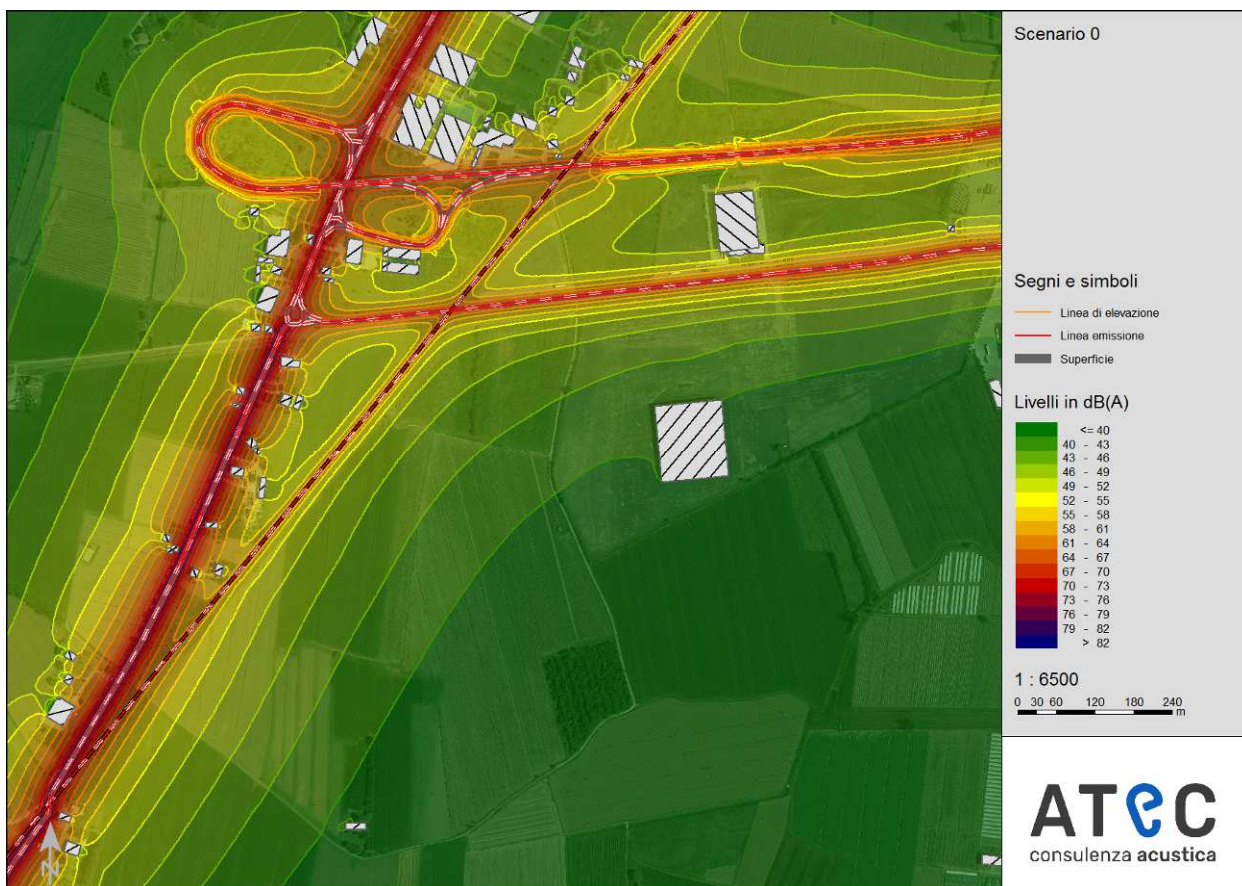 Scenario 0
Segni e simboli
Linea di elevazione
Linea emissione
Superficie
Livelli in dB(A)
<= 40
40 - 43
43 - 46
46 - 49
49 - 52
52 - 55
55 - 58
58 - 61
61 - 64
64 - 67
67 - 70
70 - 73
73 - 76
76 - 79
79 - 82
> 82
1 : 6500
0 30 60 120 180 240
m
ATeC
consulenza acustica
N